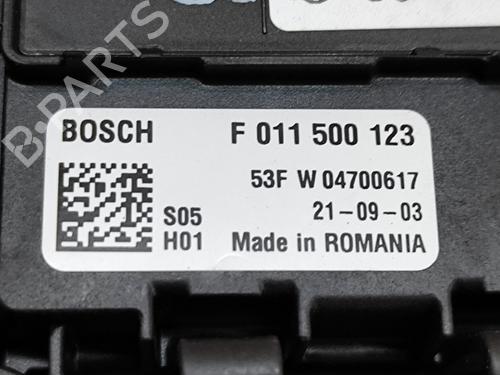 B-PARTS
BOSCH F 011 500 123
53F W 04700617
S05 21-09-03
H01 Made in ROMANIA